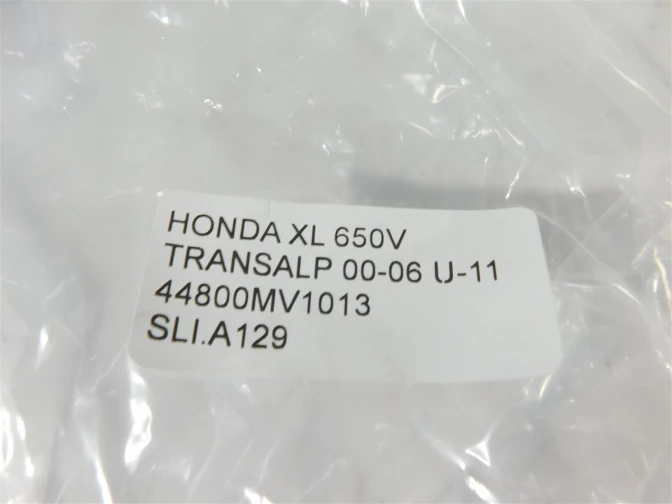 HONDA XL 650V
TRANSALP 00-06 U-11
44800MV1013
SLI.A129